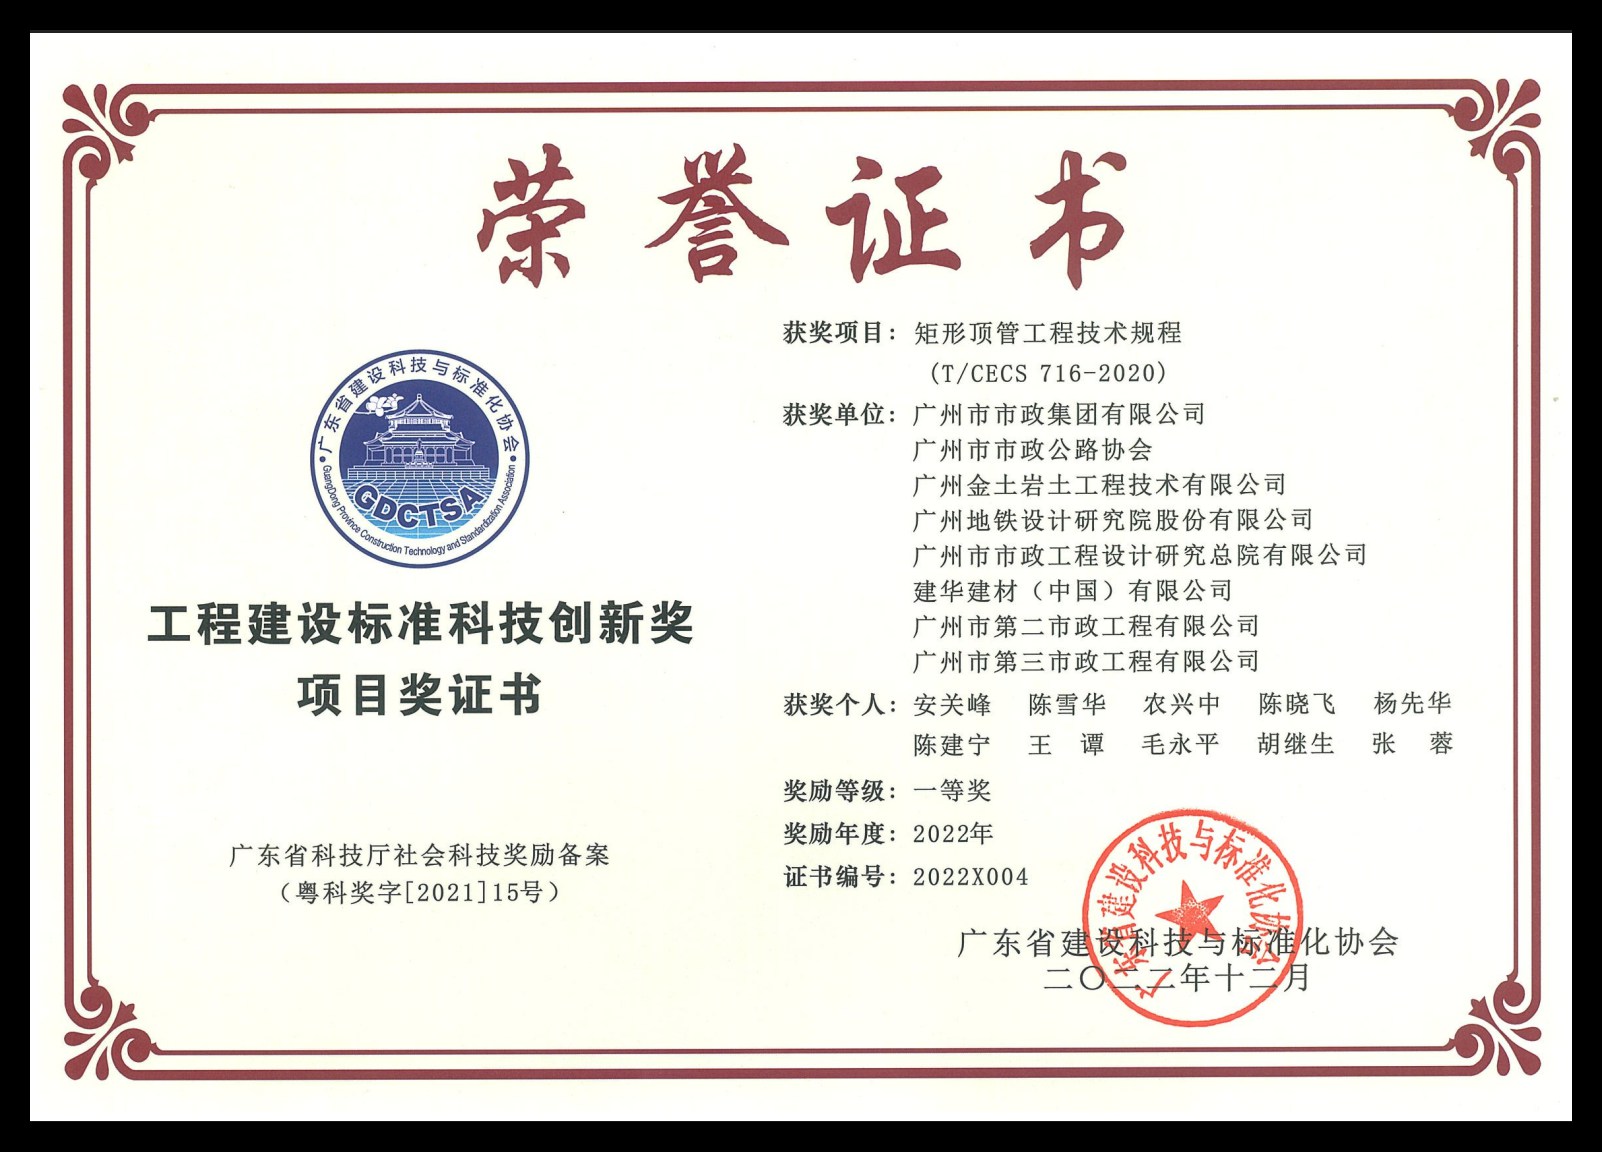 荣誉证书
广东省建设科技与标准化协会
GuangDong Province Construction Technology and Standardization Association
GDCTSA
工程建设标准科技创新奖
项目奖证书
广东省科技厅社会科技奖励备案
（粤科奖字[2021]15号）
获奖项目：矩形顶管工程技术规程
(T/CECS 716-2020)
获奖单位：广州市市政集团有限公司
广州市市政公路协会
广州金土岩土工程技术有限公司
广州地铁设计研究院股份有限公司
广州市市政工程设计研究总院有限公司
建华建材（中国）有限公司
广州市第二市政工程有限公司
广州市第三市政工程有限公司
获奖个人：安关峰 陈雪华 农兴中 陈晓飞 杨先华
陈建宁 王 谭 毛永平 胡继生 张 蓉
奖励等级：一等奖
奖励年度：2022年
证书编号：2022X004
广东省建设科技与标准化协会
二〇二二年十二月
广东省建设科技与标准化协会